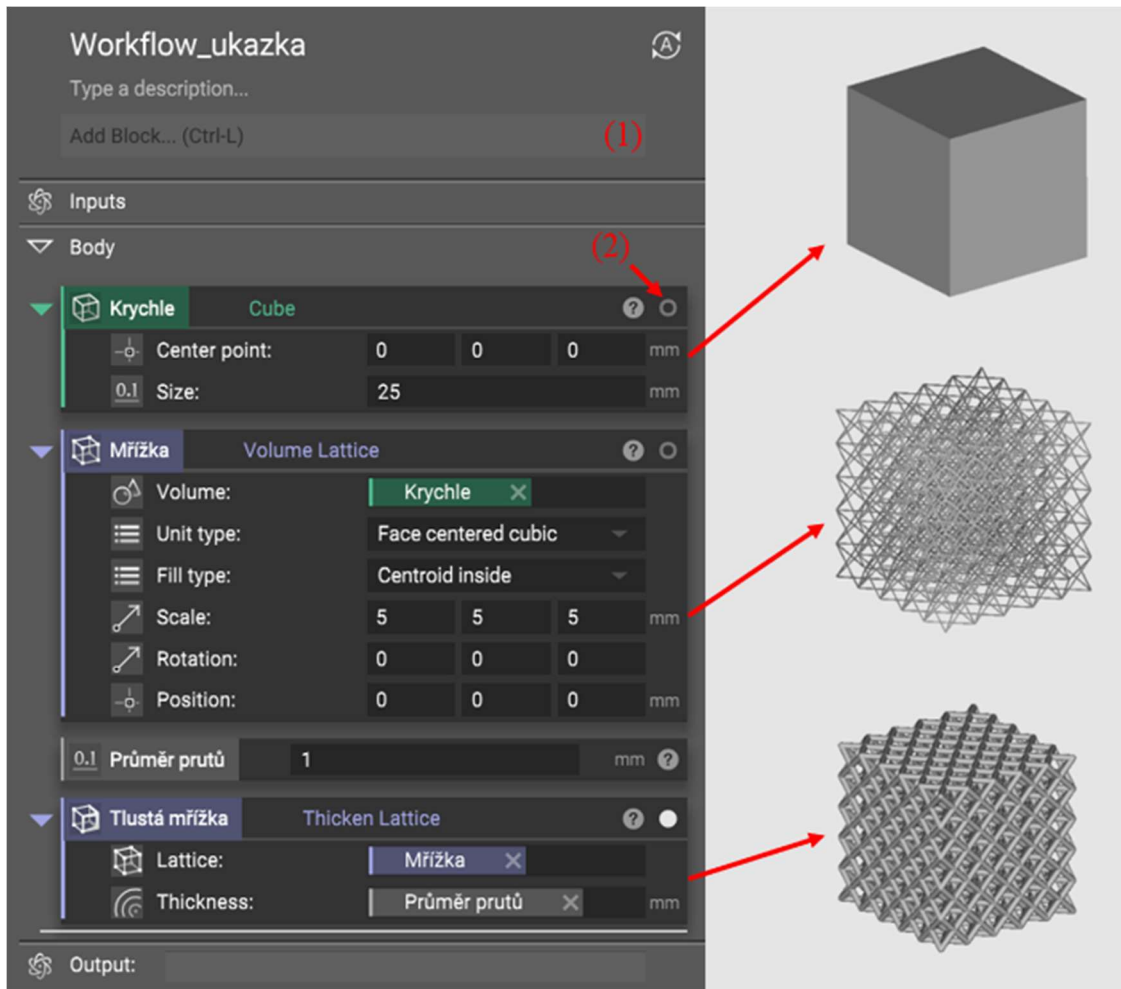 Workflow_ukazka
A
Type a description...
Add Block... (Ctrl-L) (1)
Inputs
Body (2)
Krychle Cube ?
Center point: 0 0 0 mm
0.1 Size: 25 mm
Mřížka Volume Lattice ?
Volume: Krychle ×
Unit type: Face centered cubic
Fill type: Centroid inside
Scale: 5 5 5 mm
Rotation: 0 0 0
Position: 0 0 0 mm
0.1 Průměr prutů 1 mm ?
Tlustá mřížka Thicken Lattice ?
Lattice: Mřížka ×
Thickness: Průměr prutů × mm
Output: